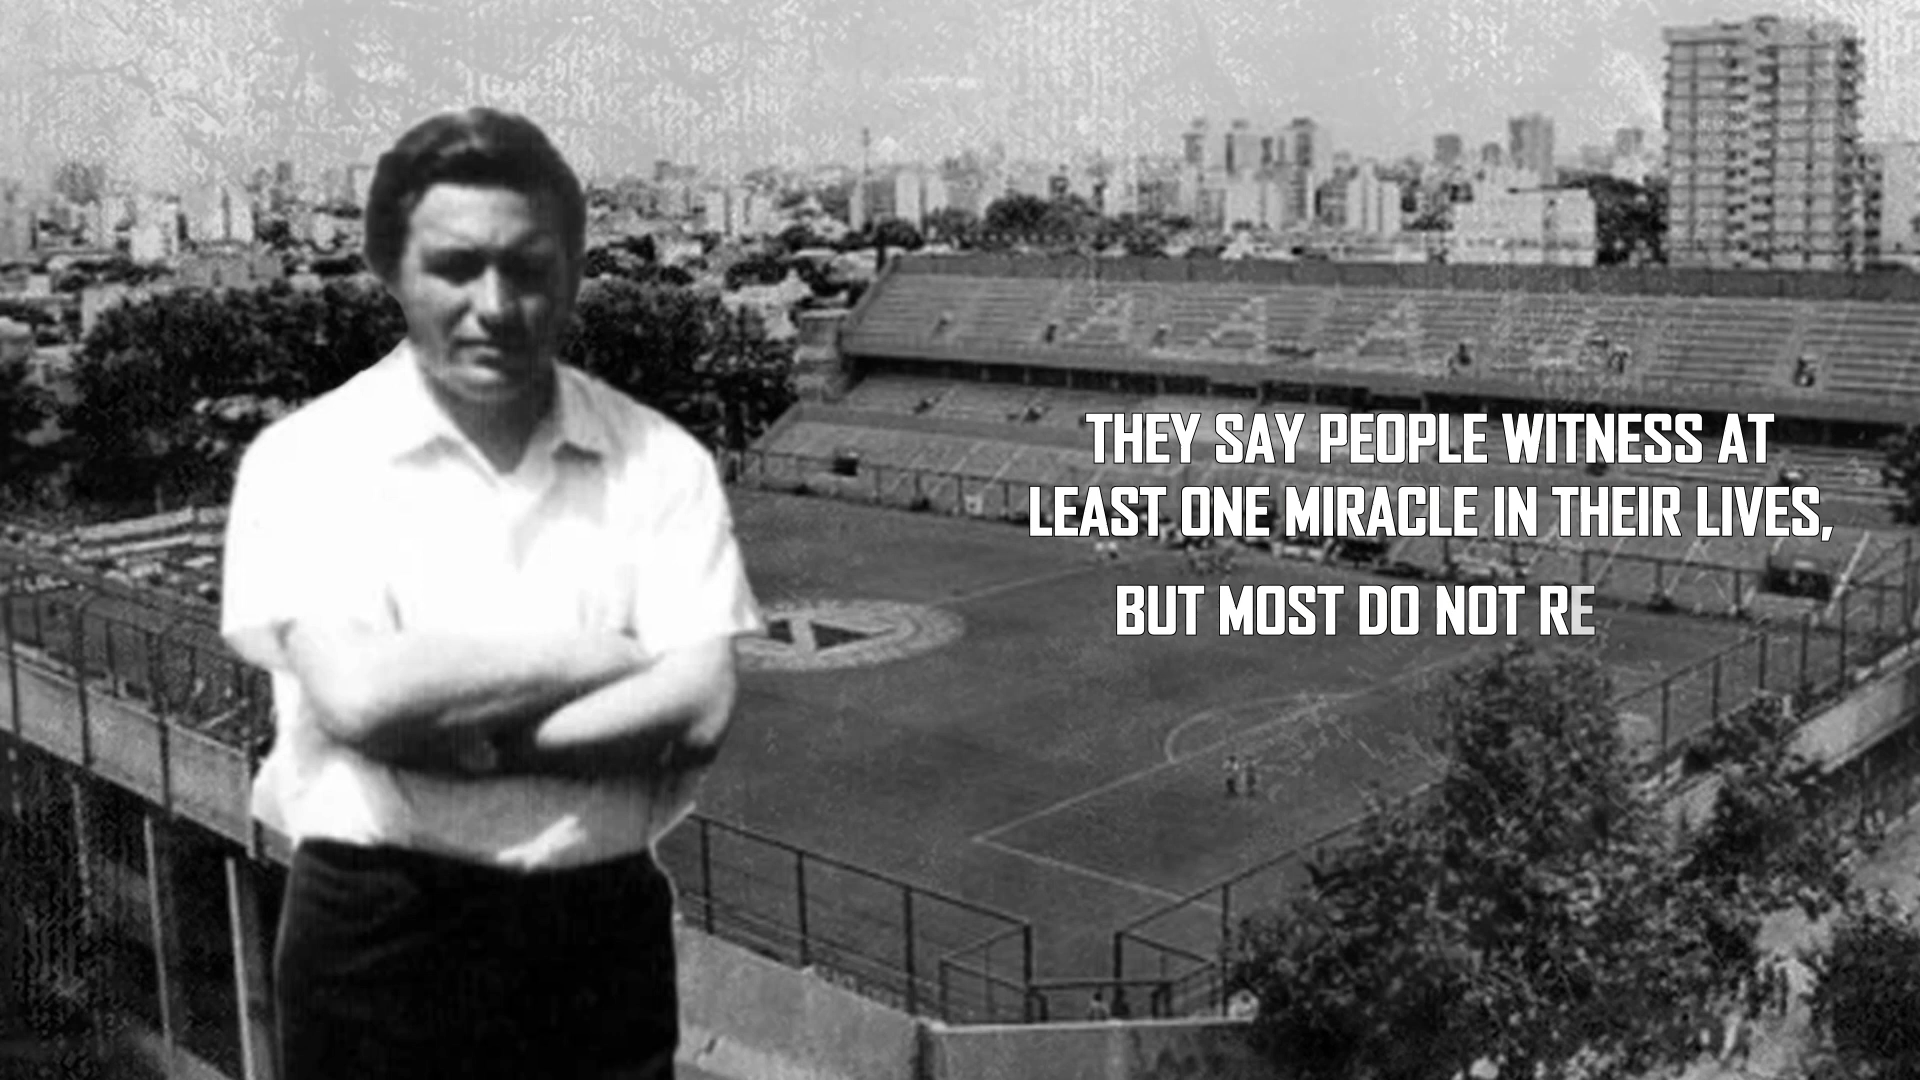 THEY SAY PEOPLE WITNESS AT
LEAST ONE MIRACLE IN THEIR LIVES,
BUT MOST DO NOT RE